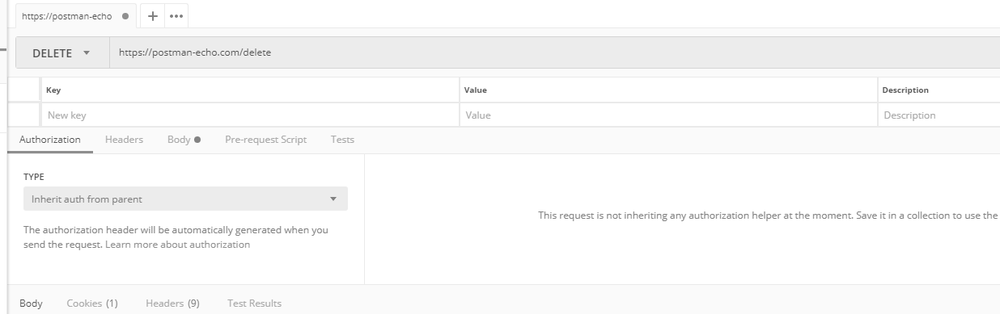 https://postman-echo
DELETE https://postman-echo.com/delete
Key Value Description
New key Value Description
Authorization Headers Body Pre-request Script Tests
TYPE
Inherit auth from parent
This request is not inheriting any authorization helper at the moment. Save it in a collection to use the
The authorization header will be automatically generated when you
send the request. Learn more about authorization
Body Cookies (1) Headers (9) Test Results